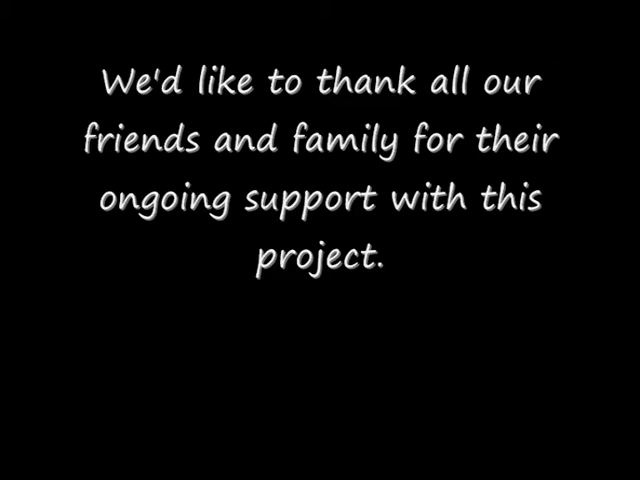 We'd like to thank all our
friends and family for their
ongoing support with this
project.